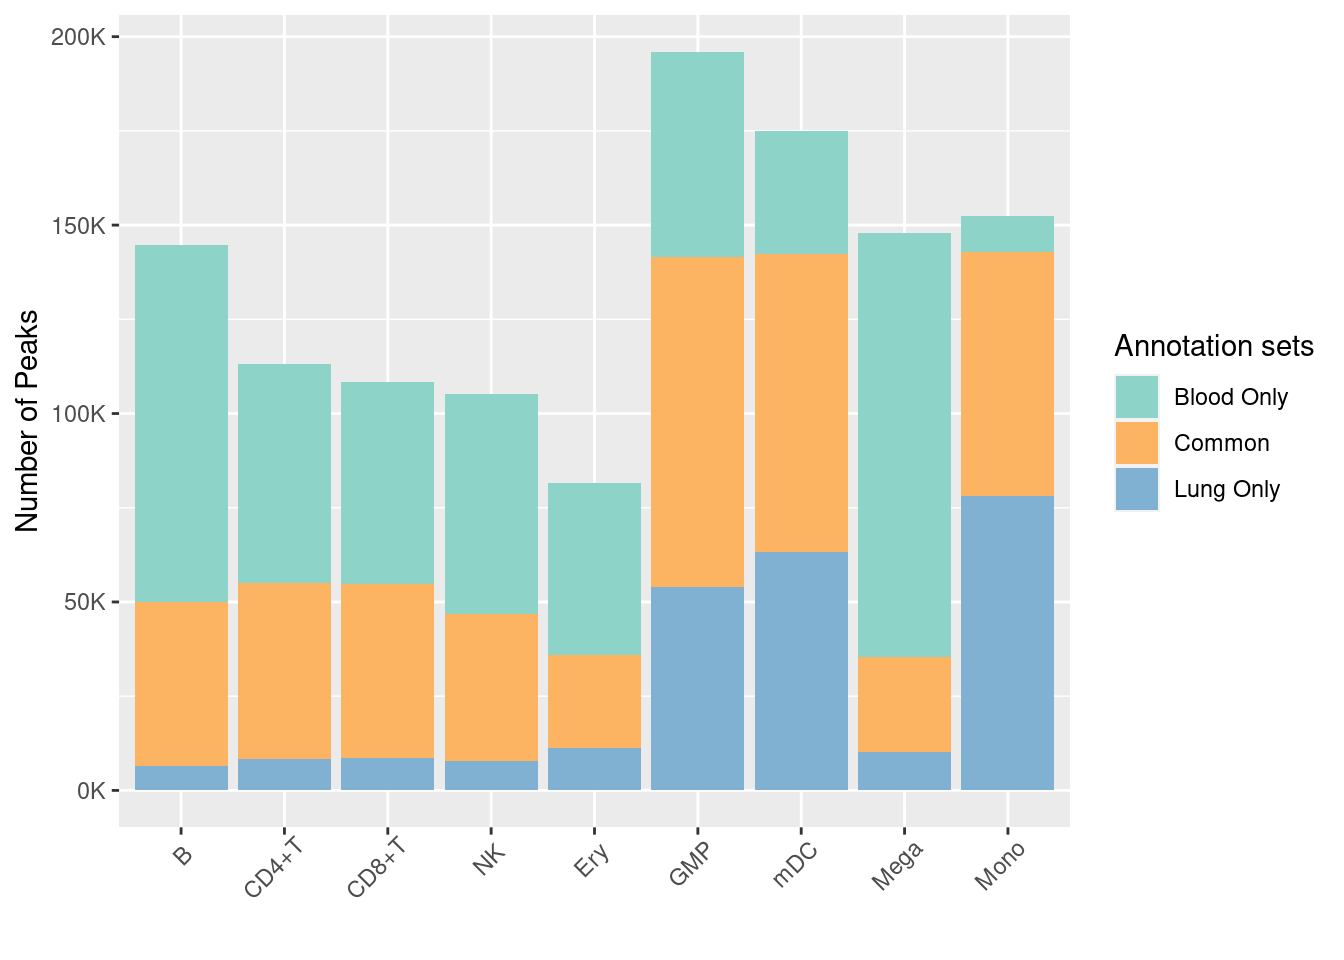 Number of Peaks
200K
150K
100K
50K
0K
B
CD4+T
CD8+T
NK
Ery
GMP
mDC
Mega
Mono
Annotation sets
Blood Only
Common
Lung Only